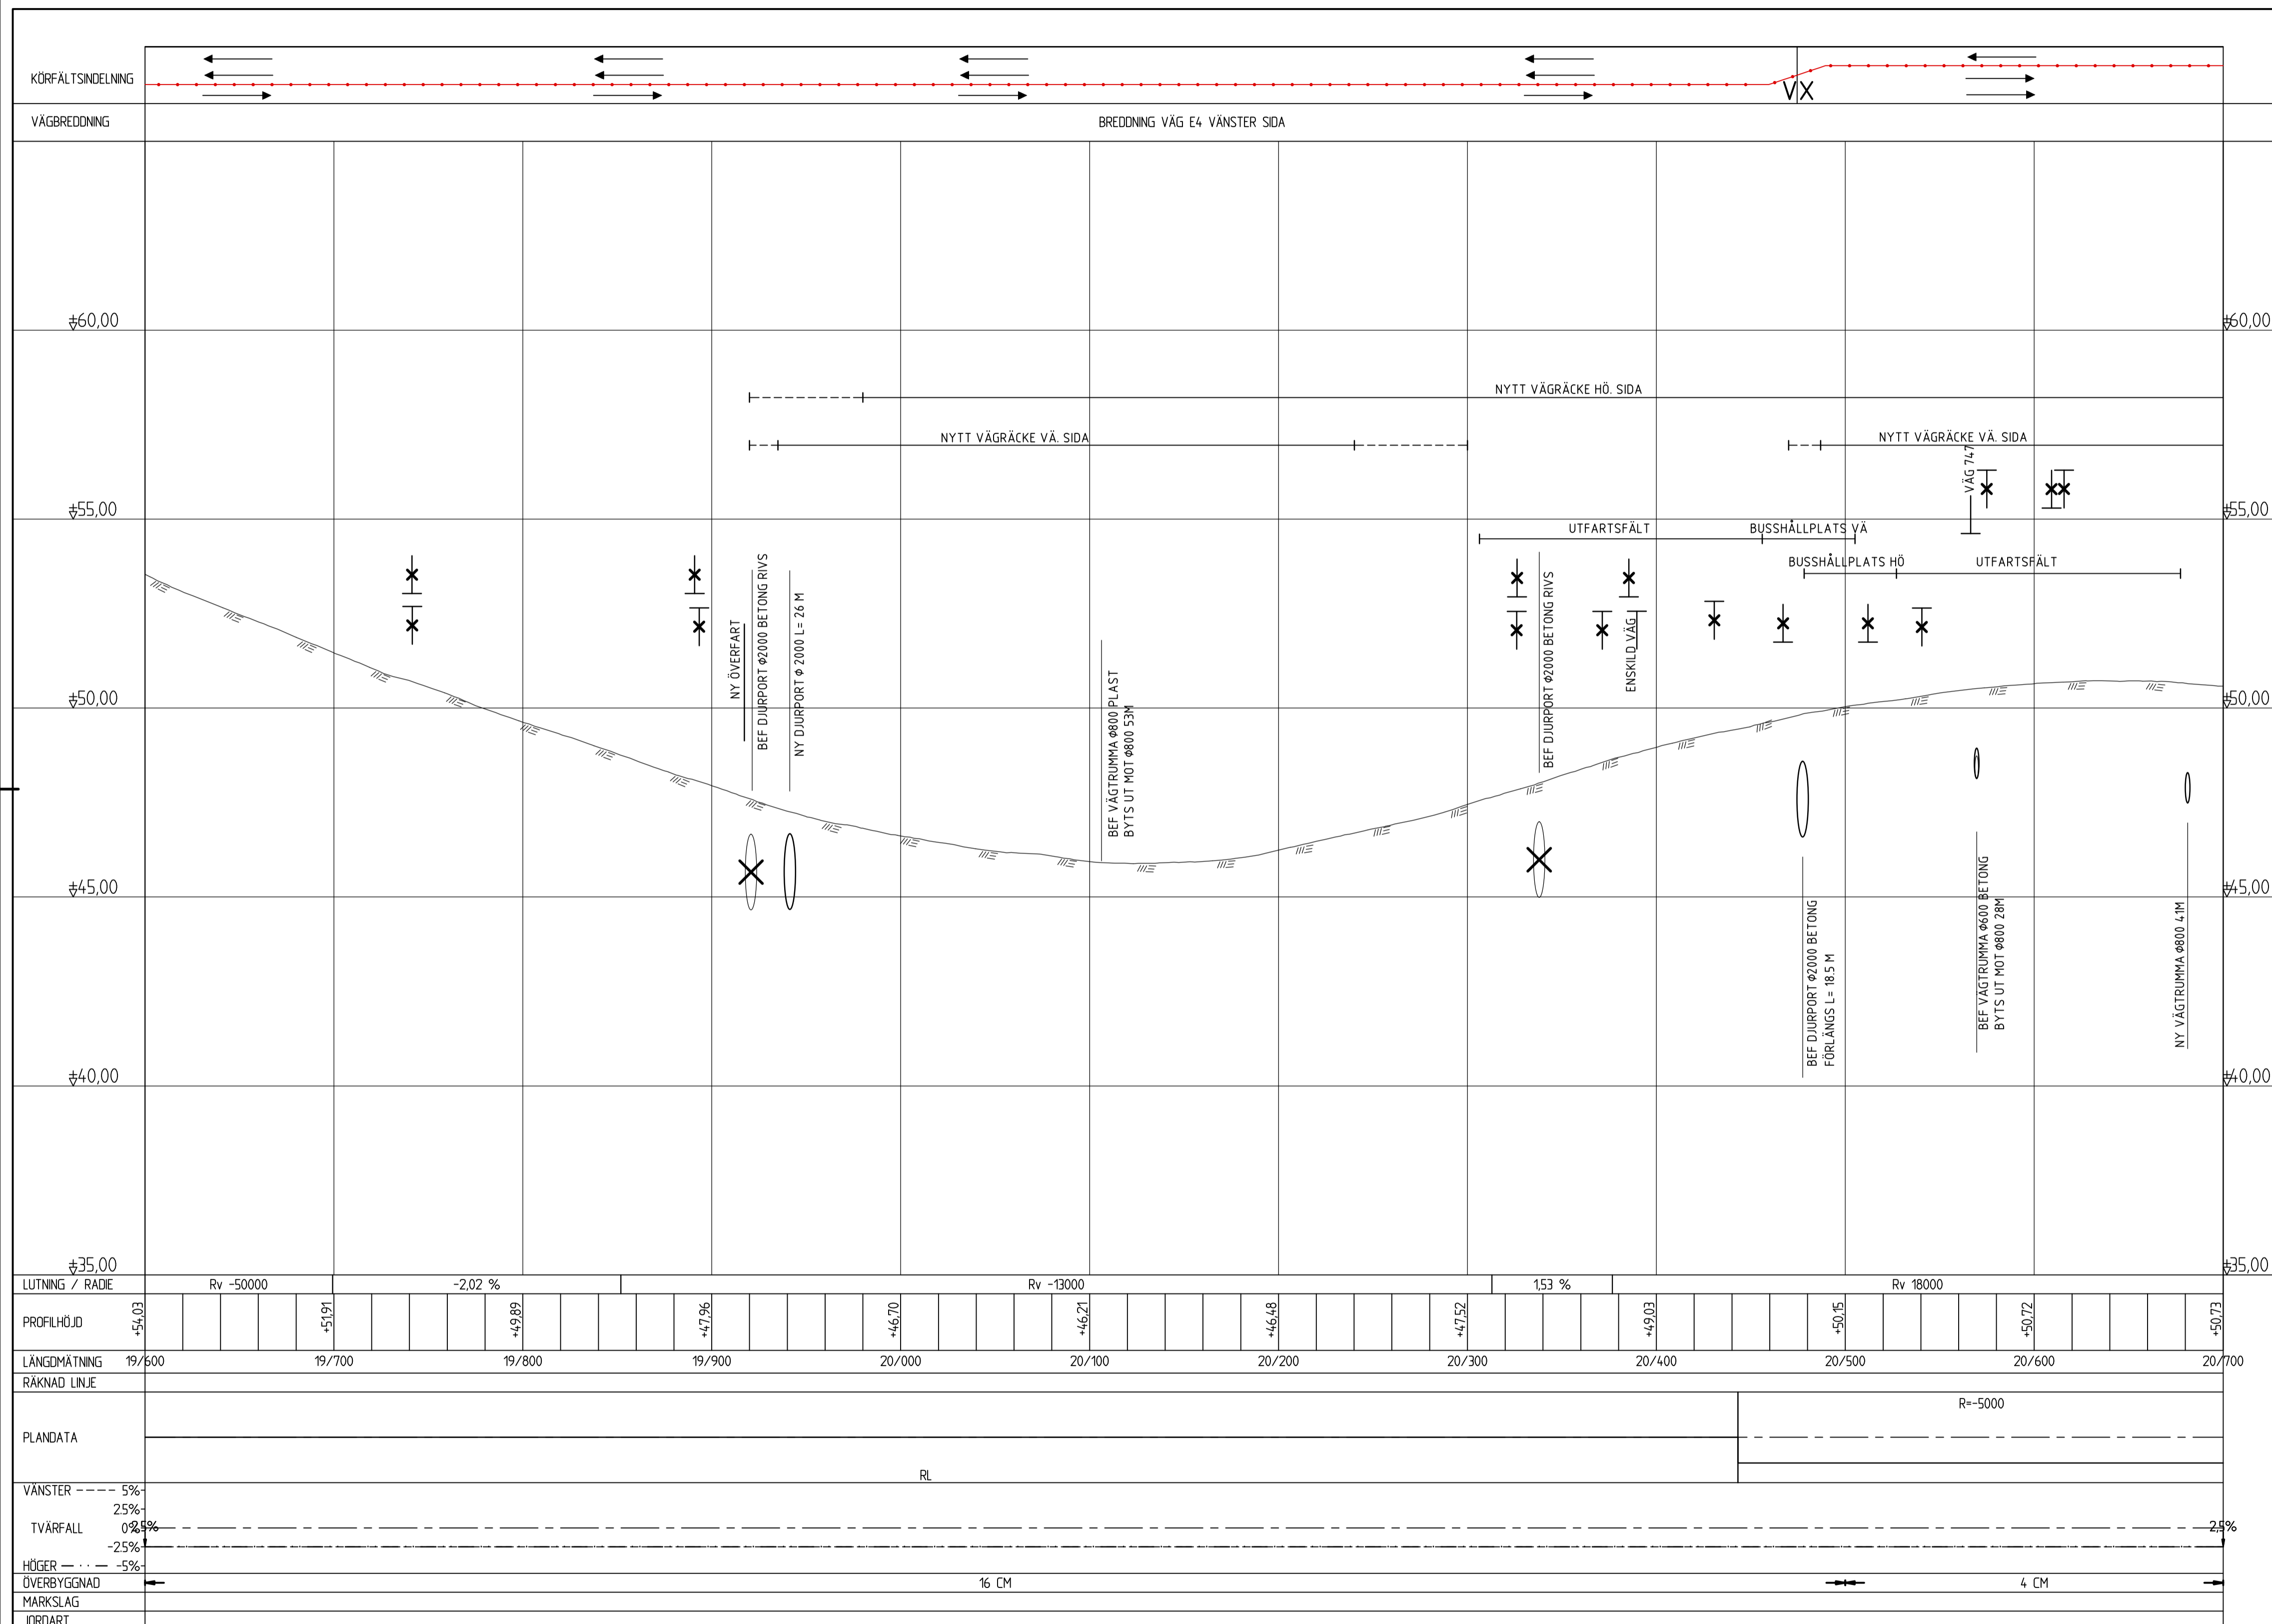 KÖRFÄLTSINDELNING
VX
VÄGBREDDNING
BREDDNING VÄG E4 VÄNSTER SIDA
+60,00
+60,00
NYTT VÄGRÄCKE HÖ. SIDA
NYTT VÄGRÄCKE VÄ. SIDA
NYTT VÄGRÄCKE VÄ. SIDA
VÄG 747
+55,00
+55,00
UTFARTSFÄLT
BUSSHÅLLPLATS VÄ
BUSSHÅLLPLATS HÖ
UTFARTSFÄLT
NY ÖVERFART
BEF DJURPORT Φ2000 BETONG RIVS
NY DJURPORT Φ 2000 L= 26 M
BEF VÄGTRUMMA Φ800 PLAST
BYTS UT MOT Φ800 53M
BEF DJURPORT Φ2000 BETONG RIVS
ENSKILD VÄG
+50,00
+50,00
+45,00
+45,00
BEF DJURPORT Φ2000 BETONG
FÖRLÄNGS L= 18.5 M
BEF VÄGTRUMMA Φ600 BETONG
BYTS UT MOT Φ800 28M
NY VÄGTRUMMA Φ800 41M
+40,00
+40,00
+35,00
+35,00
LUTNING / RADIE
Rv -50000
-2,02 %
Rv -13000
1,53 %
Rv 18000
PROFILHÖJD
+54,03
+51,91
+49,89
+47,96
+46,70
+46,21
+46,48
+47,52
+49,03
+50,15
+50,72
+50,73
LÄNGDMÄTNING
19/600
19/700
19/800
19/900
20/000
20/100
20/200
20/300
20/400
20/500
20/600
20/700
RÄKNAD LINJE
R=-5000
PLANDATA
RL
VÄNSTER 5%
2.5%
TVÄRFALL 0%
2,5%
2,5%
-2.5%
HÖGER -5%
ÖVERBYGGNAD
16 CM
4 CM
MARKSLAG
JORDART